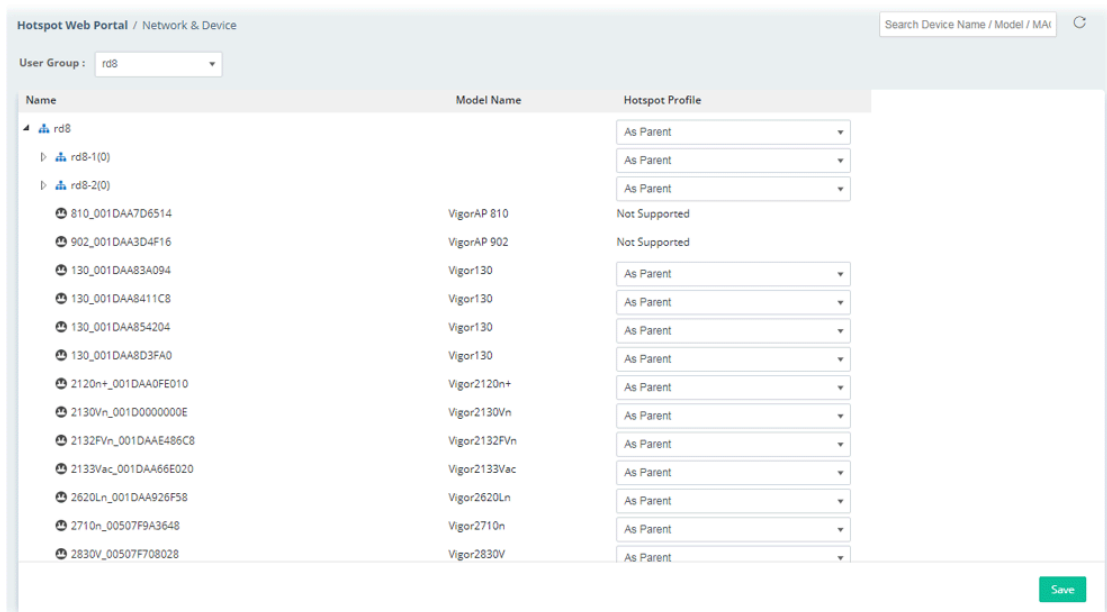 Hotspot Web Portal / Network & Device
Search Device Name / Model / MA
User Group : rd8
Name Model Name Hotspot Profile
rd8 As Parent
rd8-1(0) As Parent
rd8-2(0) As Parent
810_001DAA7D6514 VigorAP 810 Not Supported
902_001DAA3D4F16 VigorAP 902 Not Supported
130_001DAA83A094 Vigor130 As Parent
130_001DAA8411C8 Vigor130 As Parent
130_001DAA854204 Vigor130 As Parent
130_001DAA8D3FA0 Vigor130 As Parent
2120n+_001DAA0FE010 Vigor2120n+ As Parent
2130Vn_001D0000000E Vigor2130Vn As Parent
2132FVn_001DAAE486C8 Vigor2132FVn As Parent
2133Vac_001DAA66E020 Vigor2133Vac As Parent
2620Ln_001DAA926F58 Vigor2620Ln As Parent
2710n_00507F9A3648 Vigor2710n As Parent
2830V_00507F708028 Vigor2830V As Parent
Save